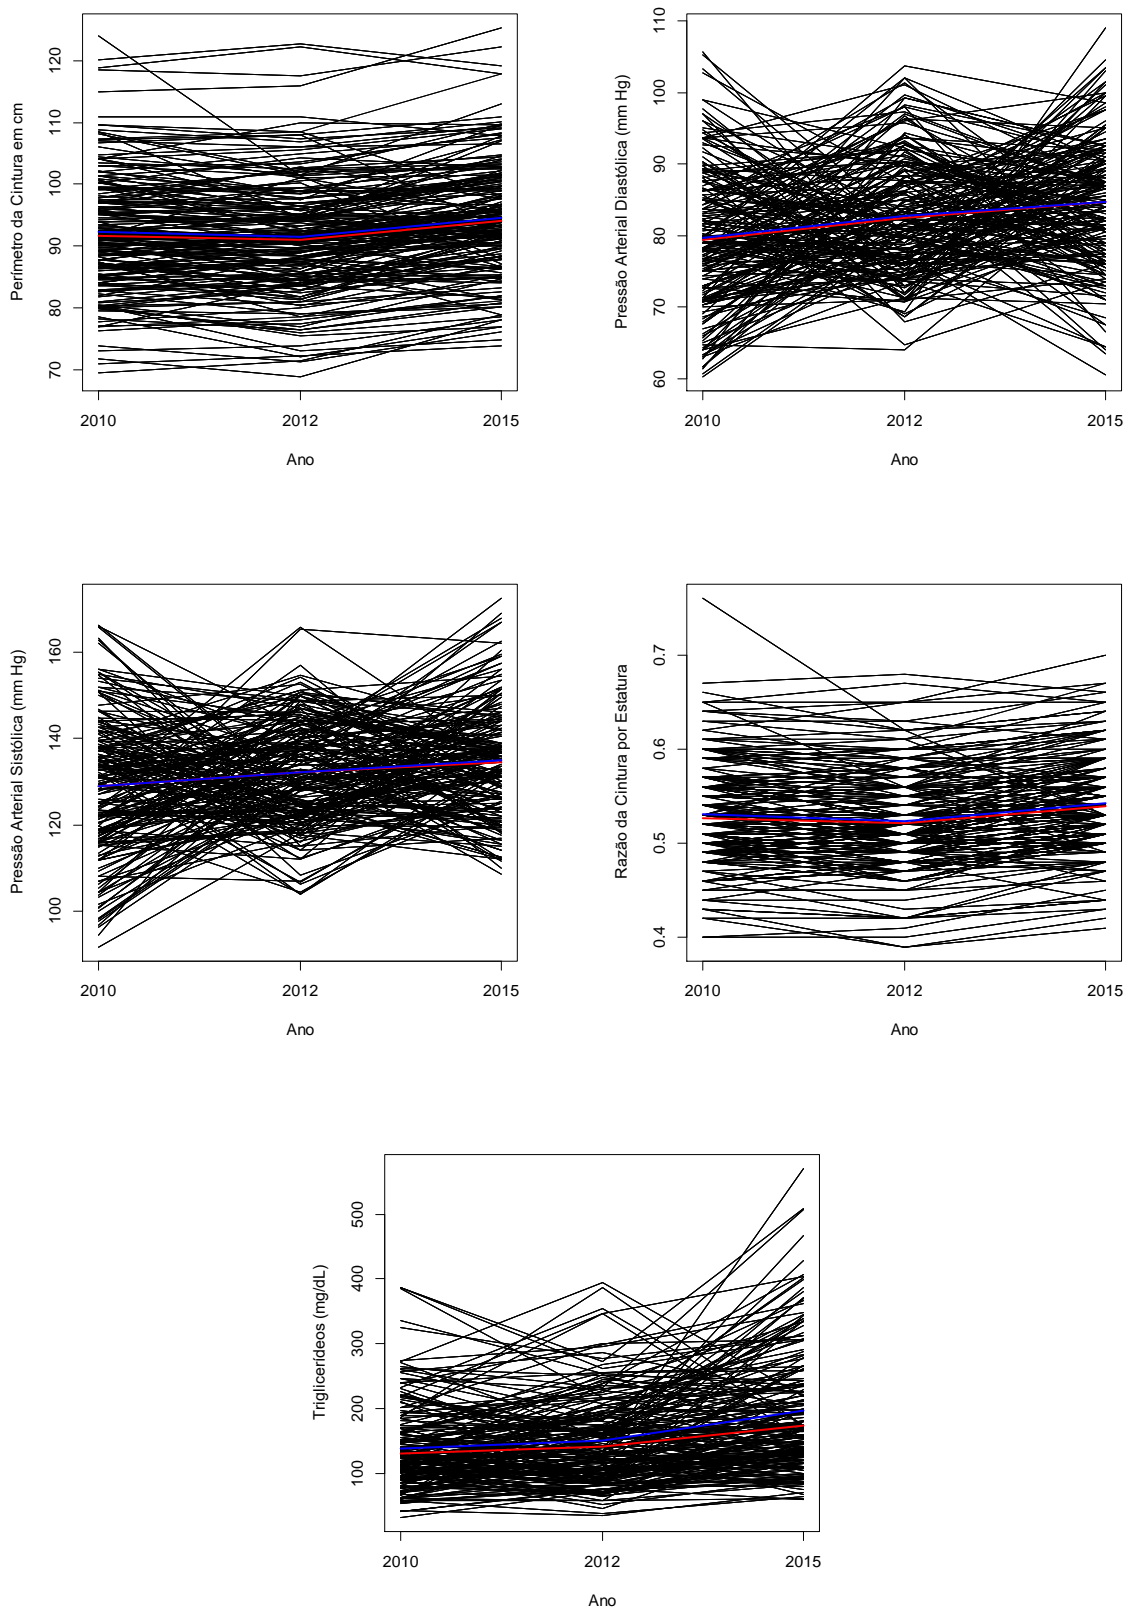 Perímetro da Cintura em cm
120
110
100
90
80
70
2010 2012 2015
Ano
Pressão Arterial Diastólica (mm Hg)
110
100
90
80
70
60
2010 2012 2015
Ano
Pressão Arterial Sisstólica (mm Hg)
160
140
120
100
2010 2012 2015
Ano
Razão da Cintura por Estatura
0.7
0.6
0.5
0.4
2010 2012 2015
Ano
Triglicerídeos (mg/dL)
500
400
300
200
100
2010 2012 2015
Ano